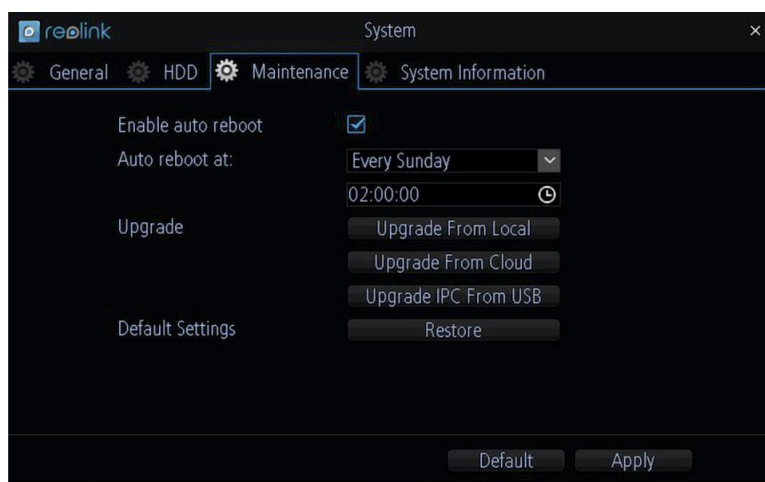 reolink
System
General
HDD
Maintenance
System Information
Enable auto reboot
Auto reboot at:
Every Sunday
02:00:00
Upgrade
Upgrade From Local
Upgrade From Cloud
Upgrade IPC From USB
Default Settings
Restore
Default
Apply